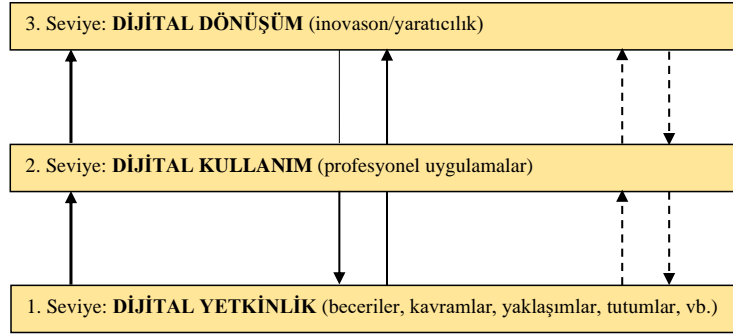 3. Seviye: DİJİTAL DÖNÜŞÜM (inovason/yaratıcılık)
2. Seviye: DİJİTAL KULLANIM (profesyonel uygulamalar)
1. Seviye: DİJİTAL YETKİNLİK (beceriler, kavramlar, yaklaşımlar, tutumlar, vb.)